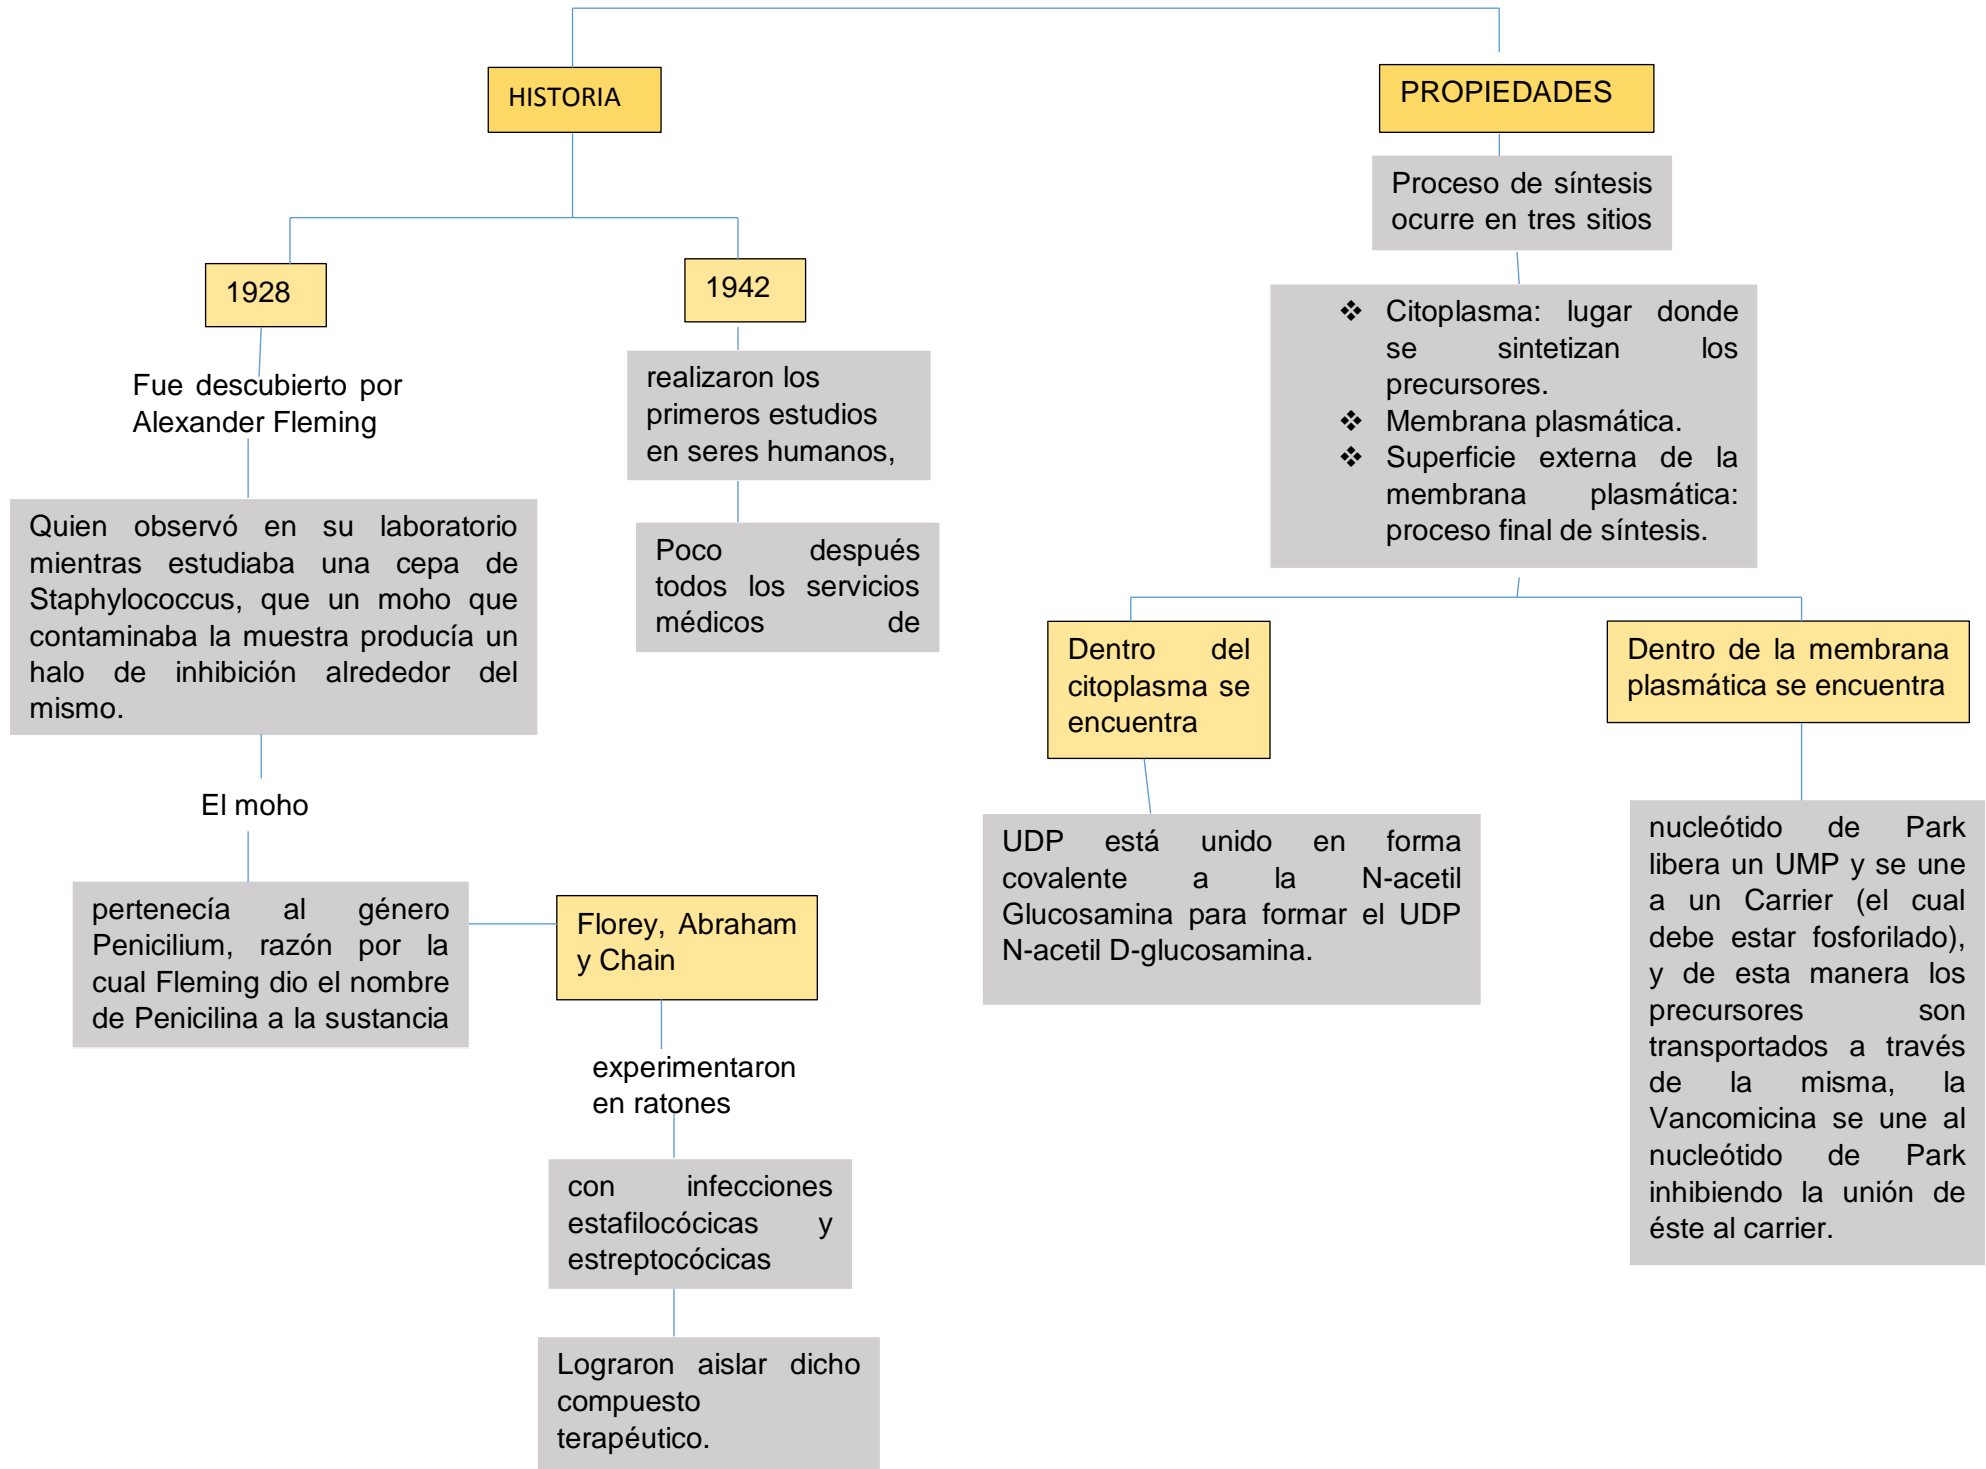 HISTORIA
PROPIEDADES
Proceso de síntesis
ocurre en tres sitios
1928
1942
Fue descubierto por
Alexander Fleming
realizaron los
primeros estudios
en seres humanos,
❖ Citoplasma: lugar donde
se sintetizan los
precursores.
❖ Membrana plasmática.
❖ Superficie externa de la
membrana plasmática:
proceso final de síntesis.
Quien observó en su laboratorio
mientras estudiaba una cepa de
Staphylococcus, que un moho que
contaminaba la muestra producía un
halo de inhibición alrededor del
mismo.
Poco después
todos los servicios
médicos de
Dentro del
citoplasma se
encuentra
Dentro de la membrana
plasmática se encuentra
El moho
UDP está unido en forma
covalente a la N-acetil
Glucosamina para formar el UDP
N-acetil D-glucosamina.
nucleótido de Park
libera un UMP y se une
a un Carrier (el cual
debe estar fosforilado),
y de esta manera los
precursores son
transportados a través
de la misma, la
Vancomicina se une al
nucleótido de Park
inhibiendo la unión de
éste al carrier.
pertenecía al género
Penicilium, razón por la
cual Fleming dio el nombre
de Penicilina a la sustancia
Florey, Abraham
y Chain
experimentaron
en ratones
con infecciones
estafilocócicas y
estreptocócicas
Lograron aislar dicho
compuesto
terapéutico.